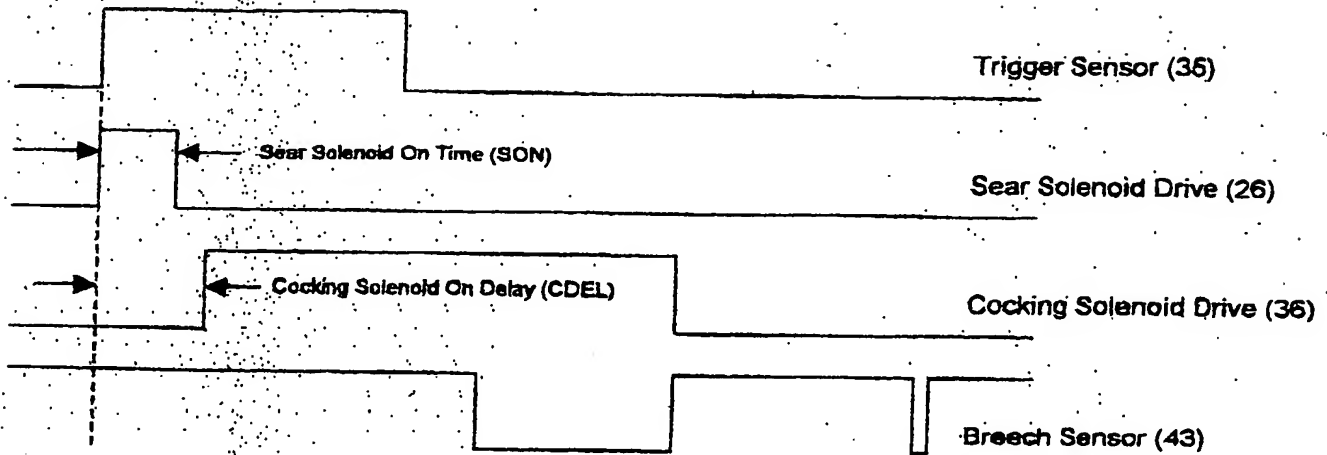 Trigger Sensor (35)
Sear Solenoid On Time (SON)
Sear Solenoid Drive (26)
Cocking Solenoid On Delay (CDEL)
Cocking Solenoid Drive (36)
Breech Sensor (43)